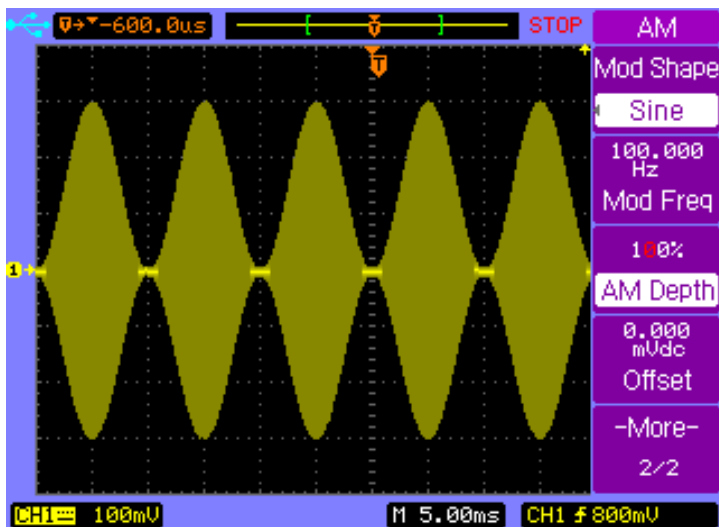 -600.0us STOP AM
T
Mod Shape
Sine
100.000
Hz
Mod Freq
100%
AM Depth
0.000
mVdc
Offset
-More-
2/2
1
CH1 100mV M 5.00ms CH1 800mV